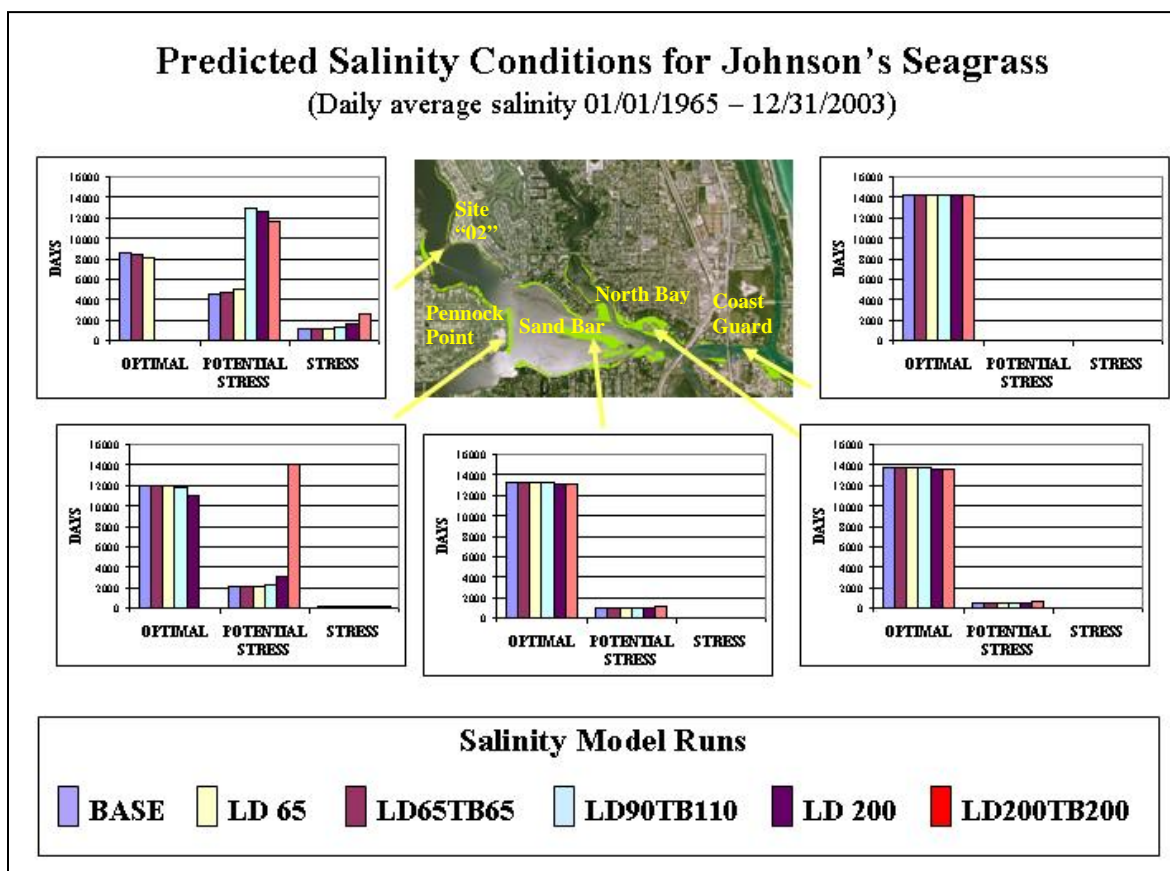 Predicted Salinity Conditions for Johnson's Seagrass
(Daily average salinity 01/01/1965 – 12/31/2003)
16000
14000
12000
10000
8000
6000
4000
2000
0
DAYS
OPTIMAL POTENTIAL STRESS
STRESS
Site
"02"
North Bay
Coast
Guard
Pennock
Point
Sand Bar
16000
14000
12000
10000
8000
6000
4000
2000
0
DAYS
OPTIMAL POTENTIAL STRESS
STRESS
16000
14000
12000
10000
8000
6000
4000
2000
0
DAYS
OPTIMAL POTENTIAL STRESS
STRESS
16000
14000
12000
10000
8000
6000
4000
2000
0
DAYS
OPTIMAL POTENTIAL STRESS
STRESS
16000
14000
12000
10000
8000
6000
4000
2000
0
DAYS
OPTIMAL POTENTIAL STRESS
STRESS
Salinity Model Runs
BASE LD 65 LD65TB65 LD90TB110 LD 200 LD200TB200